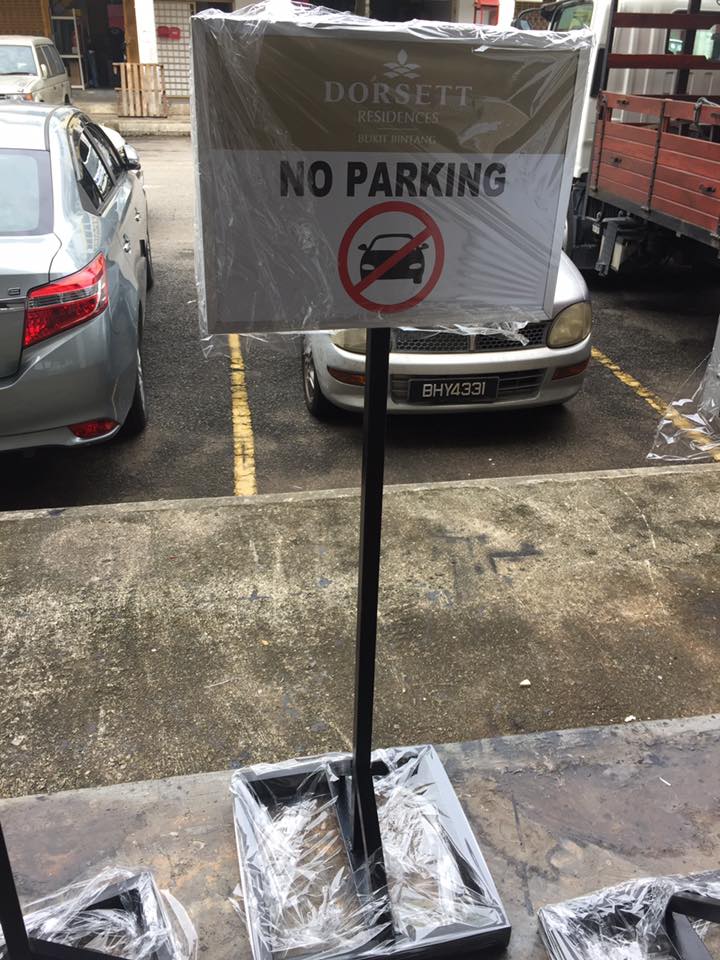 DORSETT
RESIDENCES
BUKIT BINTANG
NO PARKING
BHY4331